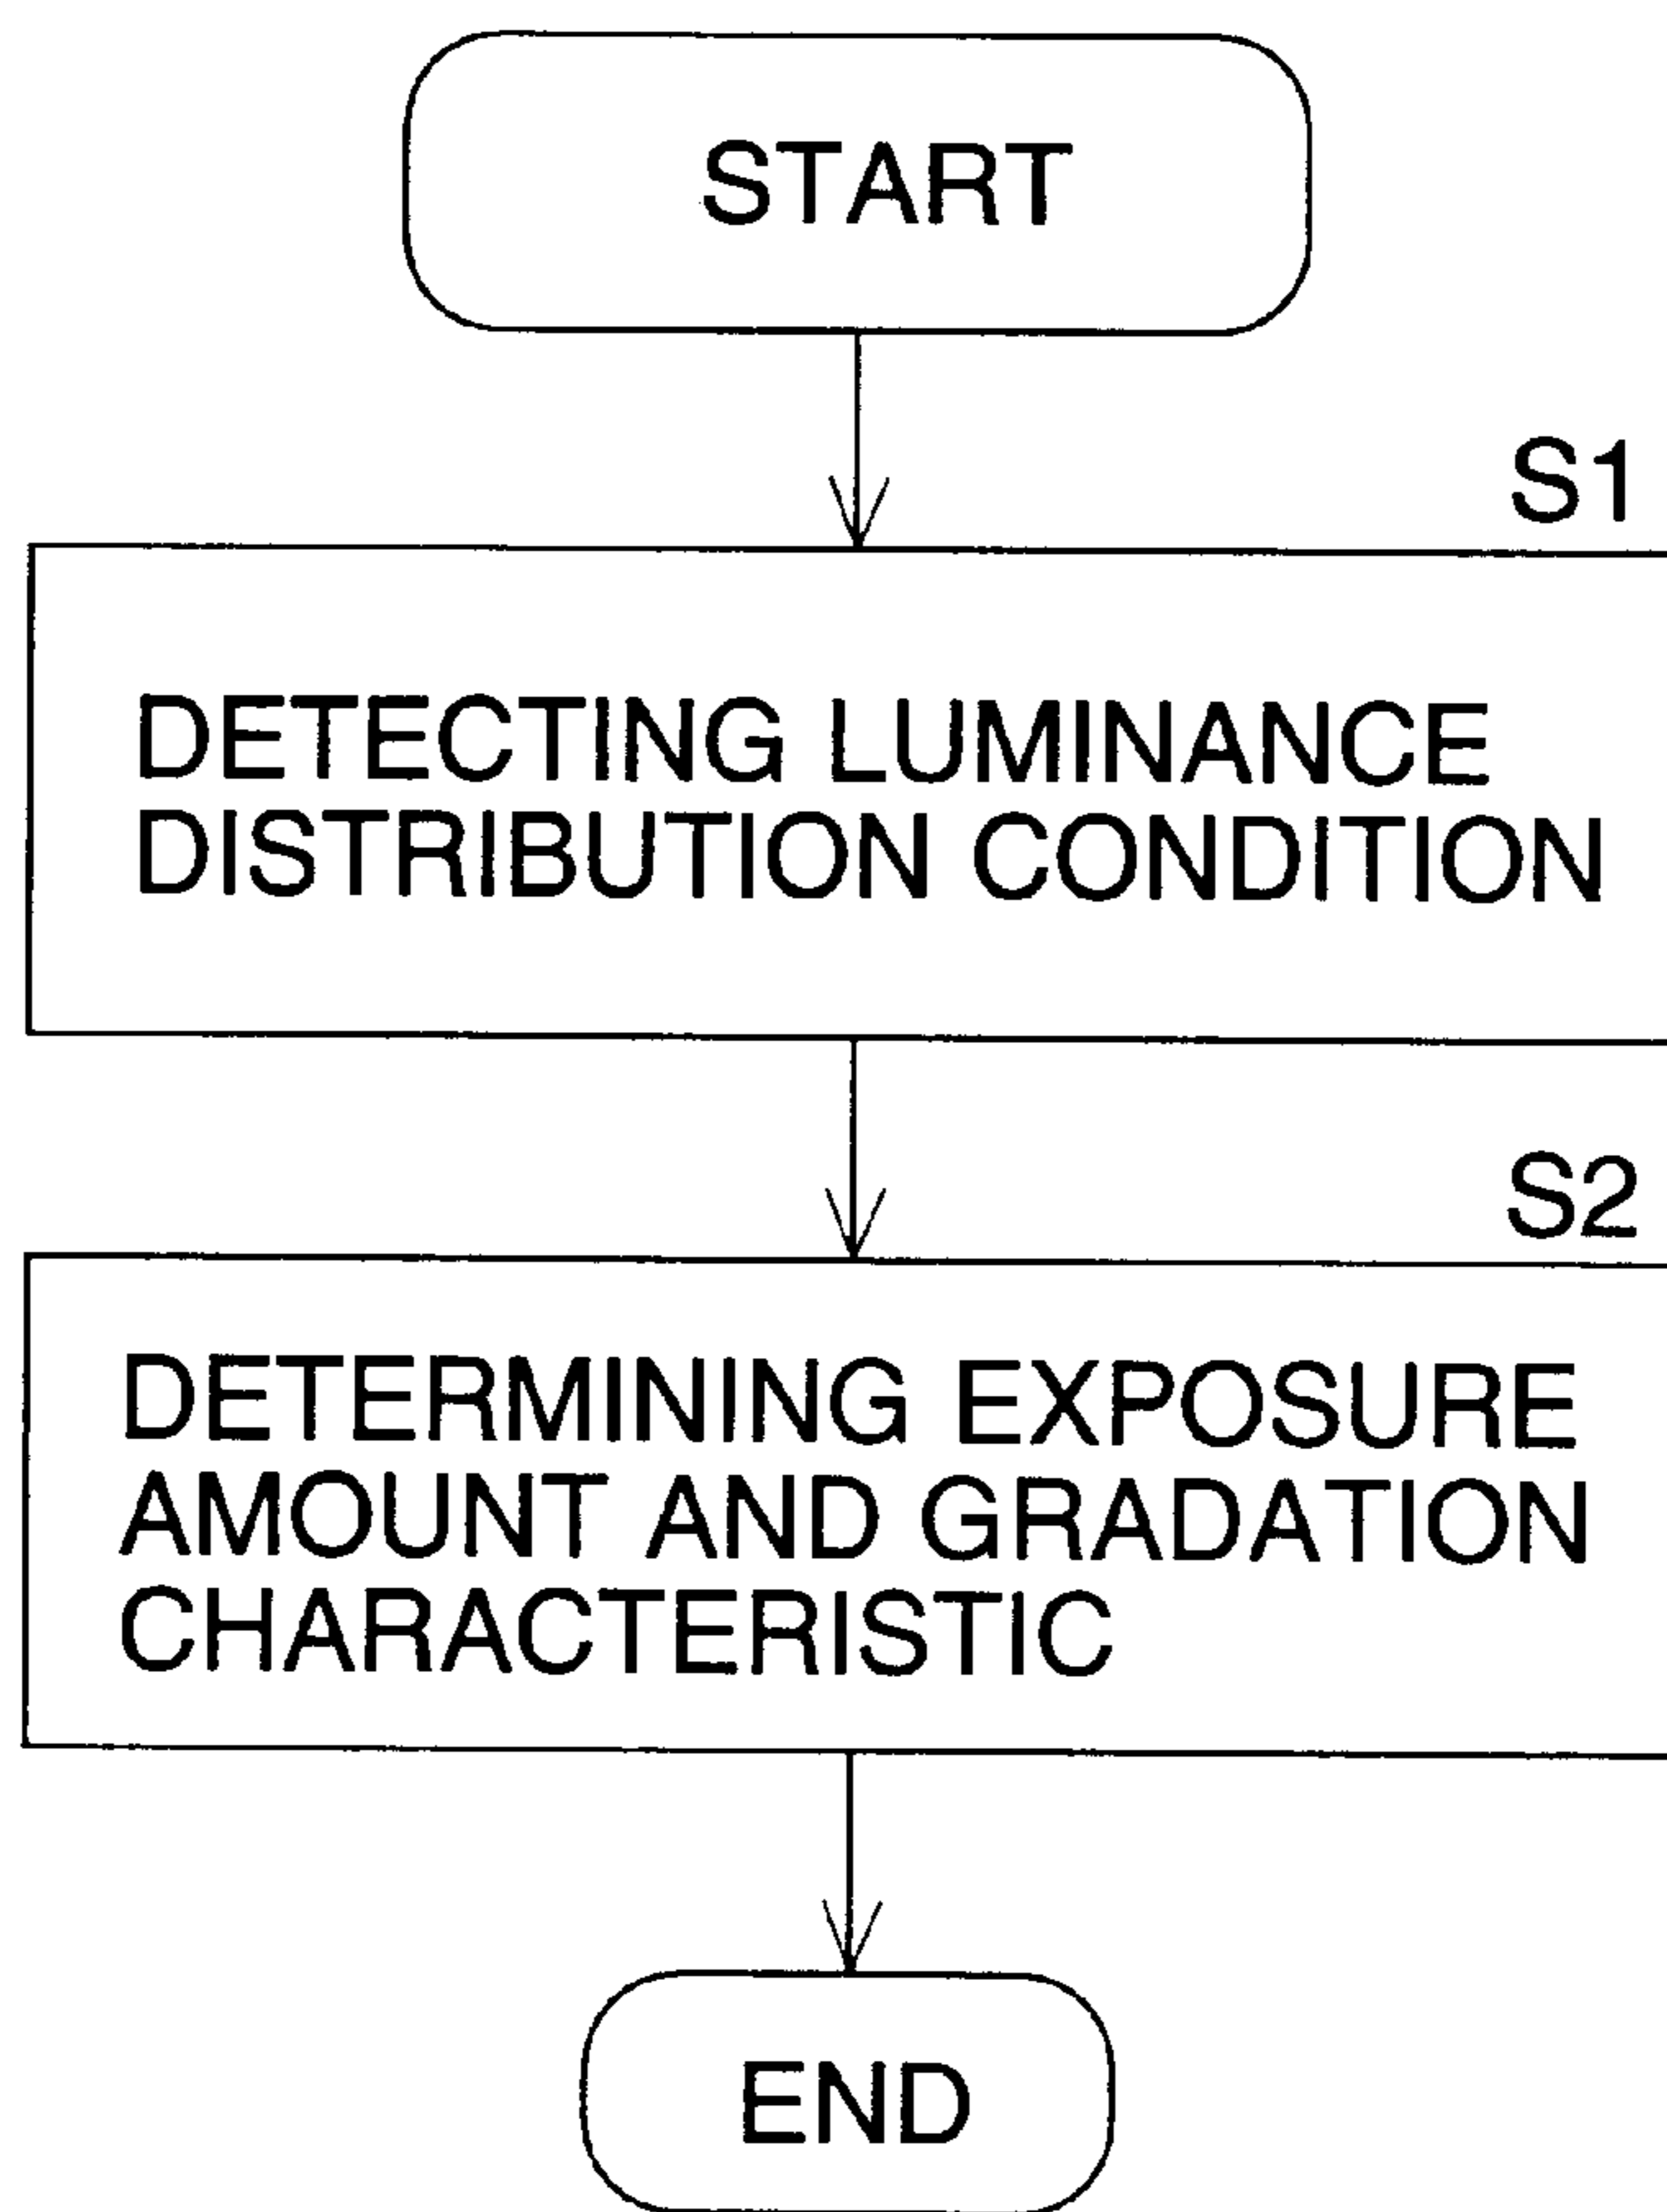 START
S1
DETECTING LUMINANCE
DISTRIBUTION CONDITION
S2
DETERMINING EXPOSURE
AMOUNT AND GRADATION
CHARACTERISTIC
END